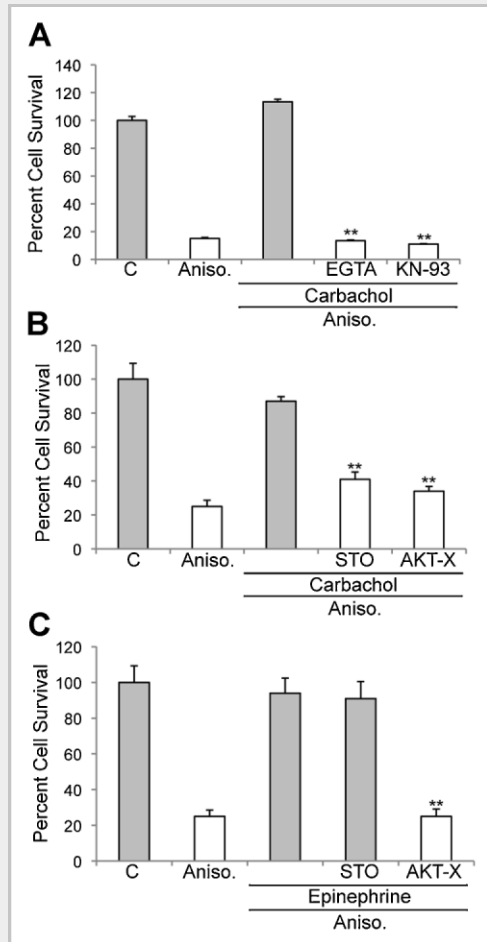 A
Percent Cell Survival
140
120
100
80
60
40
20
0
C Aniso. EGTA KN-93
Carbachol
Aniso.
B
Percent Cell Survival
120
100
80
60
40
20
0
** **
C Aniso. STO AKT-X
Carbachol
Aniso.
C
Percent Cell Survival
120
100
80
60
40
20
0
**
C Aniso. STO AKT-X
Epinephrine
Aniso.